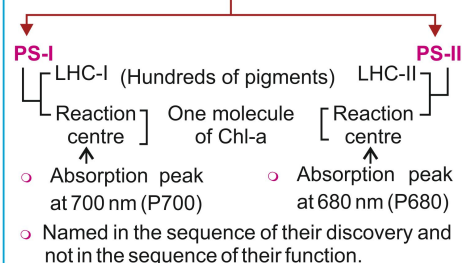 PS-I PS-II
LHC-I (Hundreds of pigments) LHC-II
Reaction One molecule Reaction
centre of Chl-a centre
○ Absorption peak ○ Absorption peak
at 700 nm (P700) at 680 nm (P680)
○ Named in the sequence of their discovery and
not in the sequence of their function.